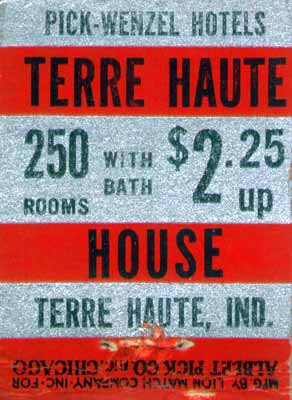 PICK-WENZEL HOTELS
TERRE HAUTE
250 ROOMS WITH BATH $2.25 up
HOUSE
TERRE HAUTE, IND.
MFG. BY LION MATCH COMPANY-INC-FOR
ALBERT PICK CO. INC., CHICAGO